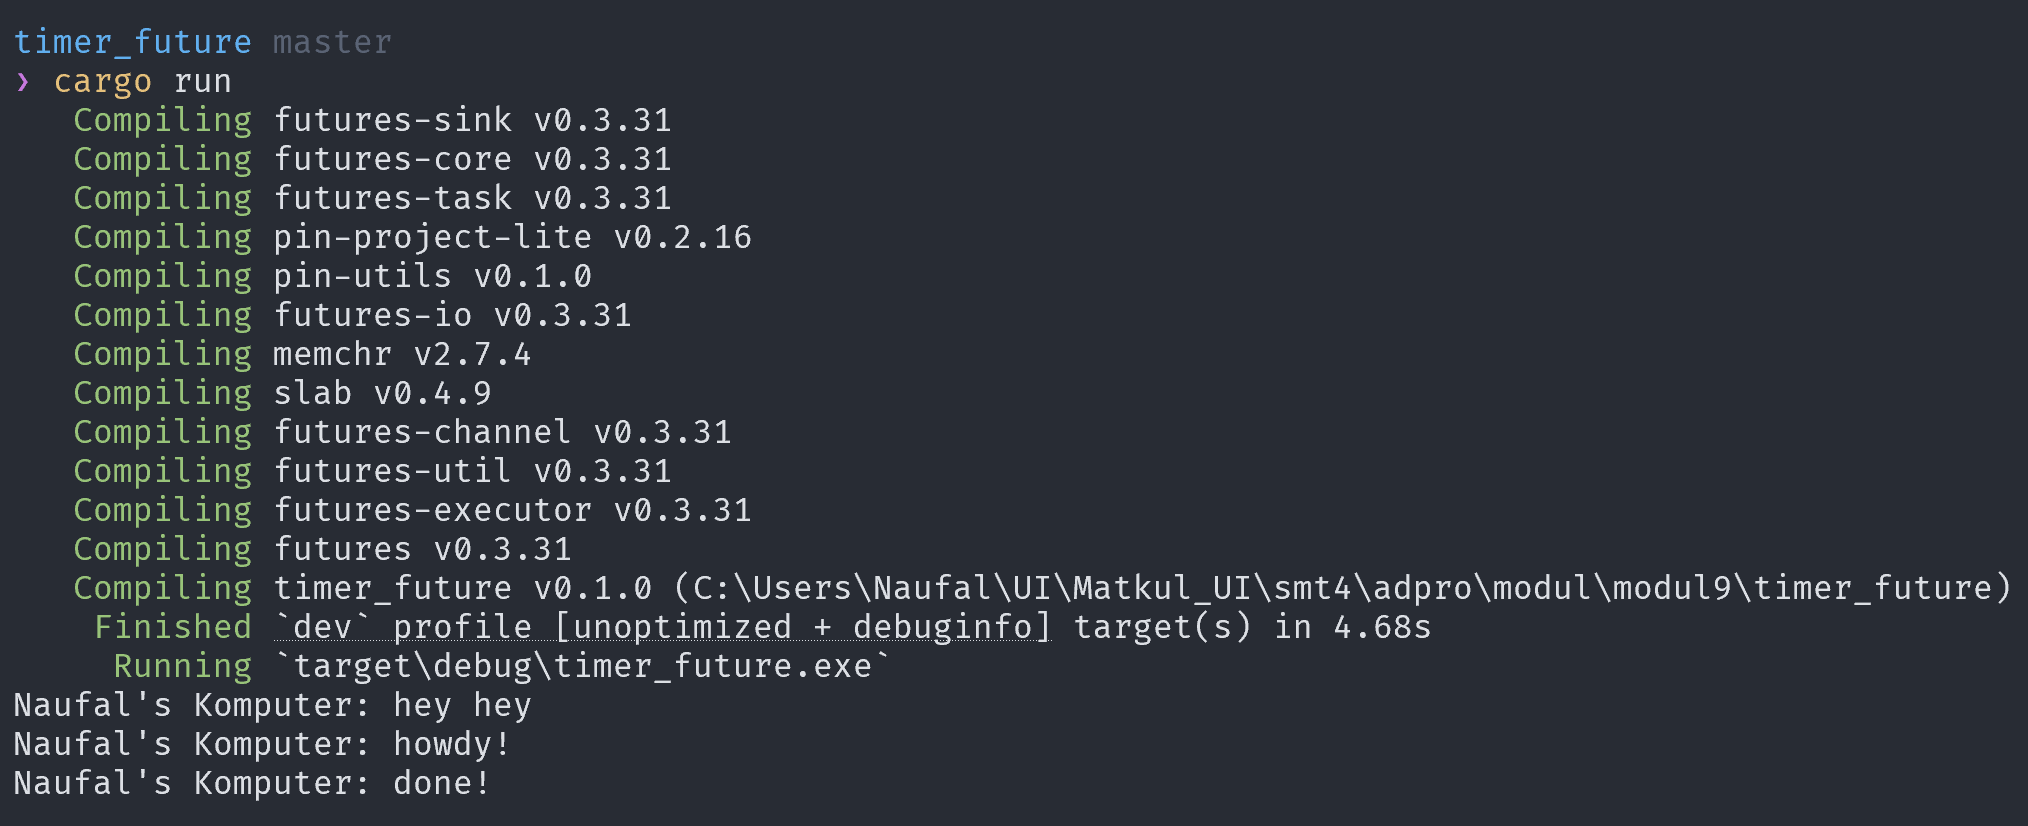 timer_future master
❯ cargo run
Compiling futures-sink v0.3.31
Compiling futures-core v0.3.31
Compiling futures-task v0.3.31
Compiling pin-project-lite v0.2.16
Compiling pin-utils v0.1.0
Compiling futures-io v0.3.31
Compiling memchr v2.7.4
Compiling slab v0.4.9
Compiling futures-channel v0.3.31
Compiling futures-util v0.3.31
Compiling futures-executor v0.3.31
Compiling futures v0.3.31
Compiling timer_future v0.1.0 (C:\Users\Naufal\UI\Matkul_UI\smt4\adpro\modul\modul9\timer_future)
Finished `dev` profile [unoptimized + debuginfo] target(s) in 4.68s
Running `target\debug\timer_future.exe`
Naufal's Komputer: hey hey
Naufal's Komputer: howdy!
Naufal's Komputer: done!